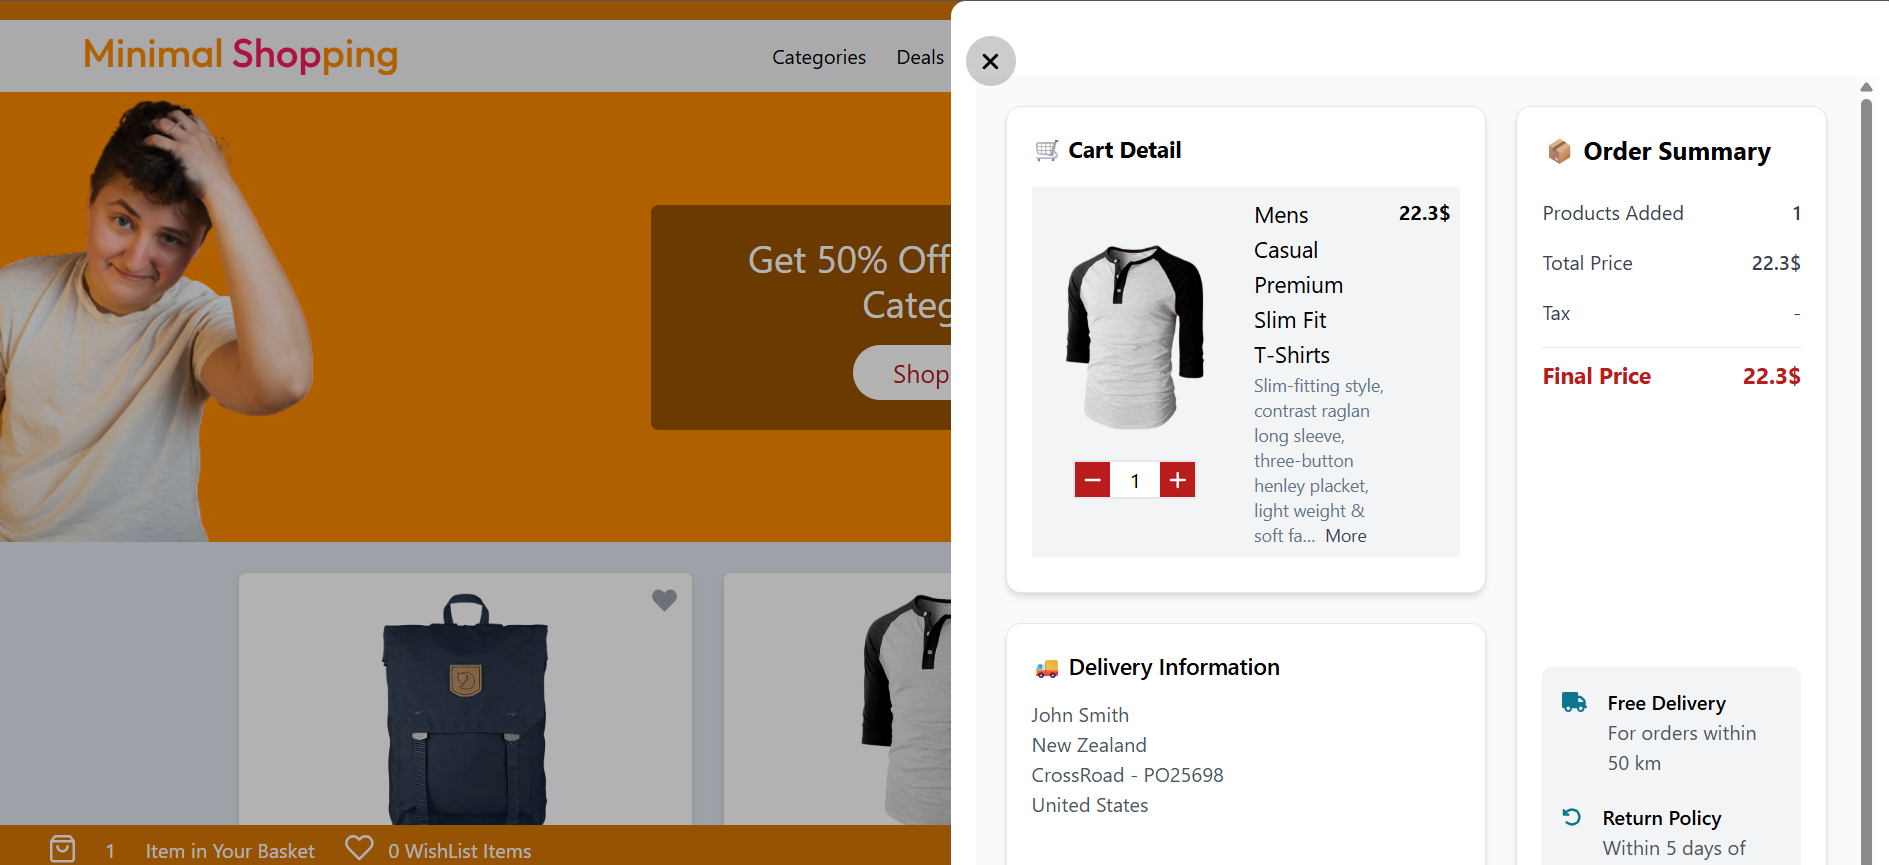 Minimal Shopping
Categories
Deals
Get 50% Off
Categ
Shop
1
Item in Your Basket
0 WishList Items
Cart Detail
Mens
Casual
Premium
Slim Fit
T-Shirts
22.3$
Slim-fitting style,
contrast raglan
long sleeve,
three-button
henley placket,
light weight &
soft fa... More
1
Delivery Information
John Smith
New Zealand
CrossRoad - PO25698
United States
Order Summary
Products Added 1
Total Price 22.3$
Tax -
Final Price 22.3$
Free Delivery
For orders within
50 km
Return Policy
Within 5 days of